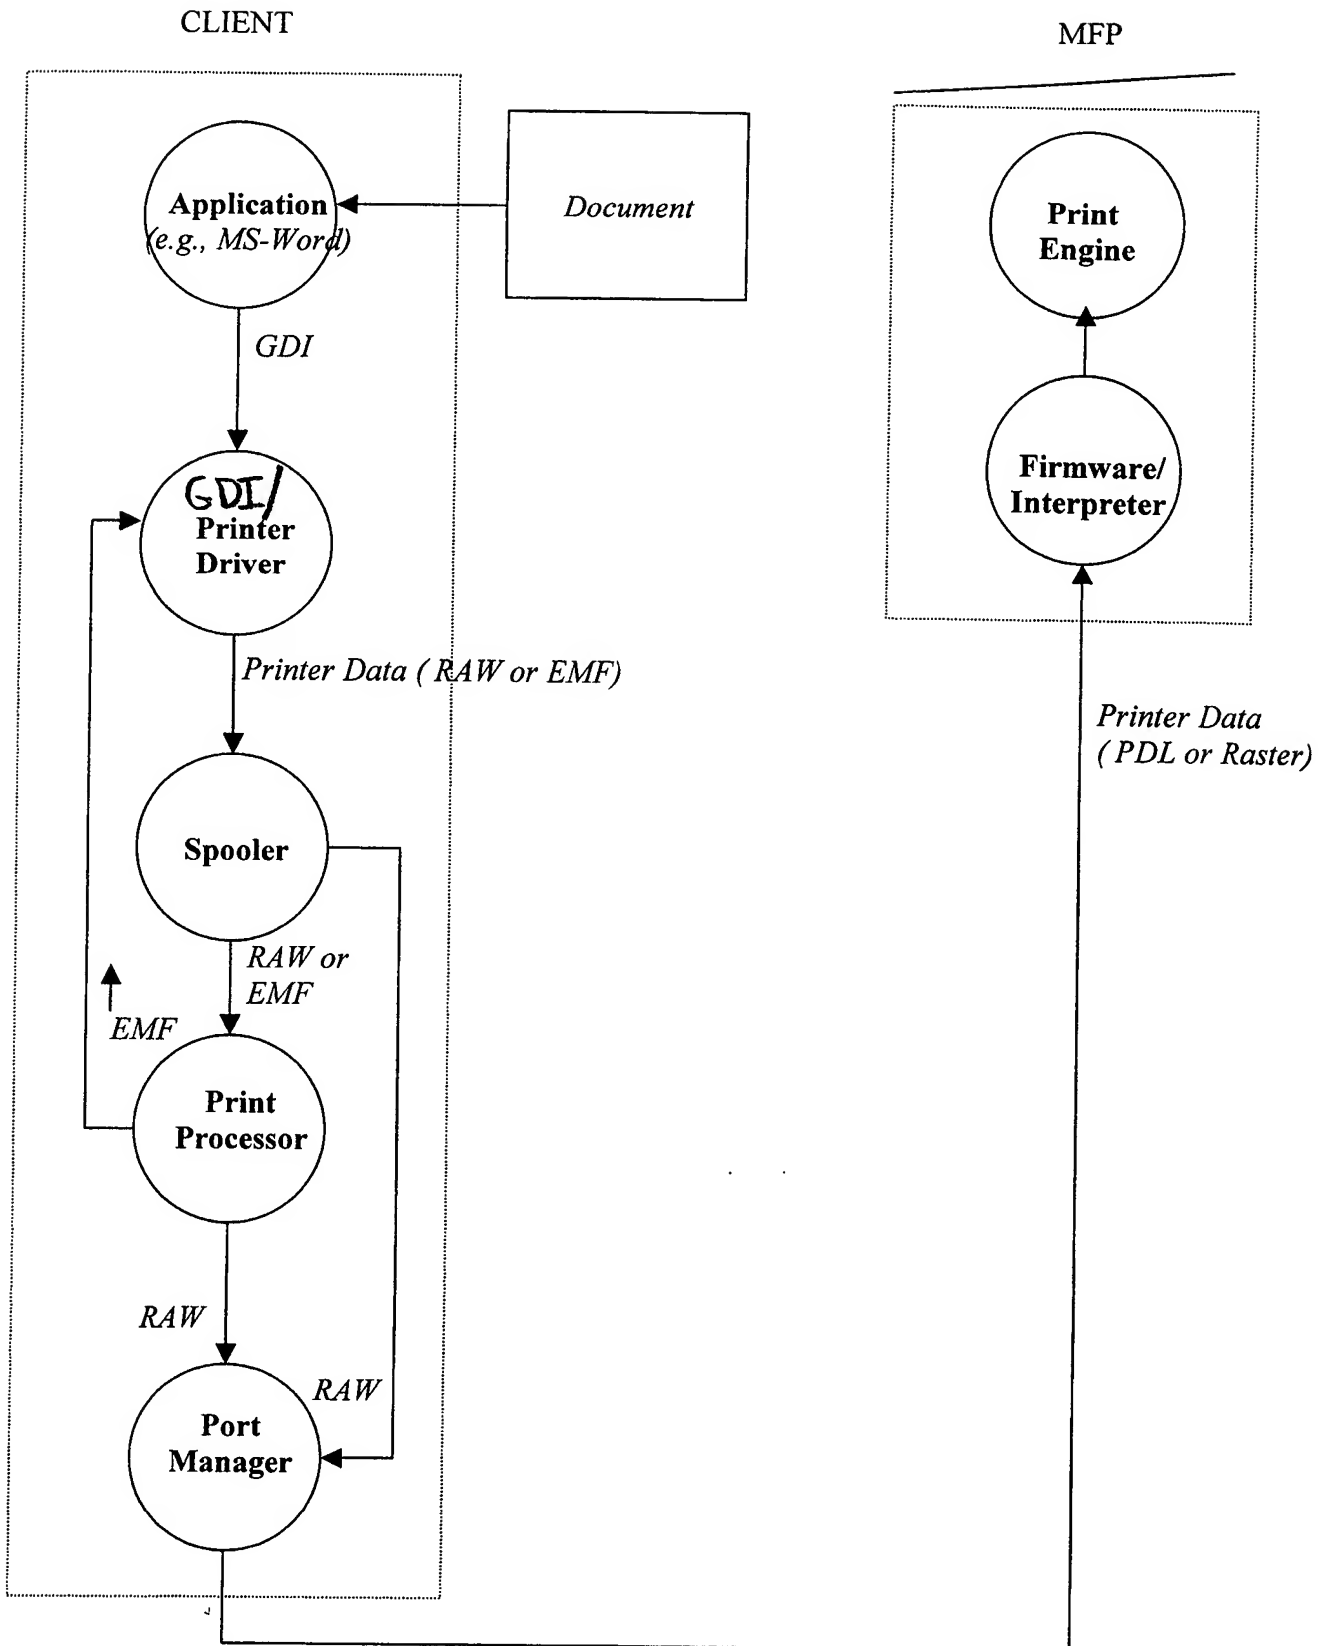 CLIENT
MFP
Application
(e.g., MS-Word)
Document
Print
Engine
GDI
Firmware/
Interpreter
GDI/
Printer
Driver
Printer Data ( RAW or EMF)
Printer Data
( PDL or Raster)
Spooler
RAW or
EMF
EMF
Print
Processor
RAW
RAW
Port
Manager